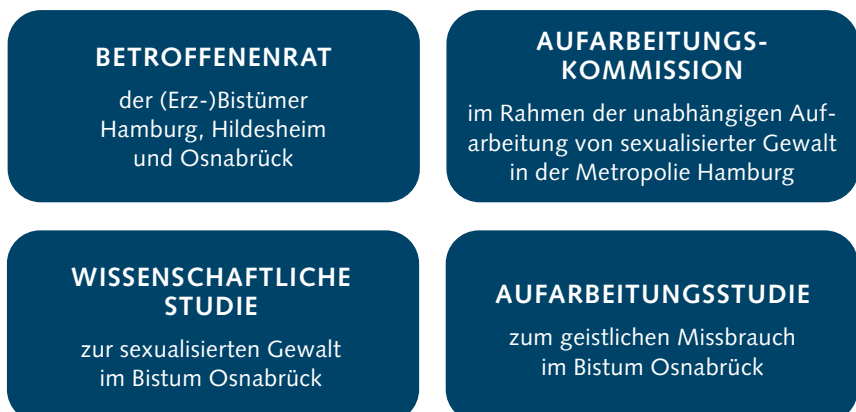 BETROFFENENRAT
der (Erz-)Bistümer
Hamburg, Hildesheim
und Osnabrück
AUFARBEITUNGS-
KOMMISSION
im Rahmen der unabhängigen Auf-
arbeitung von sexualisierter Gewalt
in der Metropolie Hamburg
WISSENSCHAFTLICHE
STUDIE
zur sexualisierten Gewalt
im Bistum Osnabrück
AUFARBEITUNGSSTUDIE
zum geistlichen Missbrauch
im Bistum Osnabrück